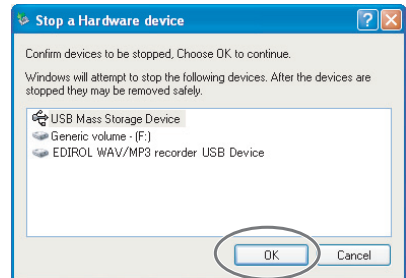 Stop a Hardware device
Confirm devices to be stopped, Choose OK to continue.
Windows will attempt to stop the following devices. After the devices are
stopped they may be removed safely.
USB Mass Storage Device
Generic volume - (F:)
EDIROL WAV/MP3 recorder USB Device
OK Cancel